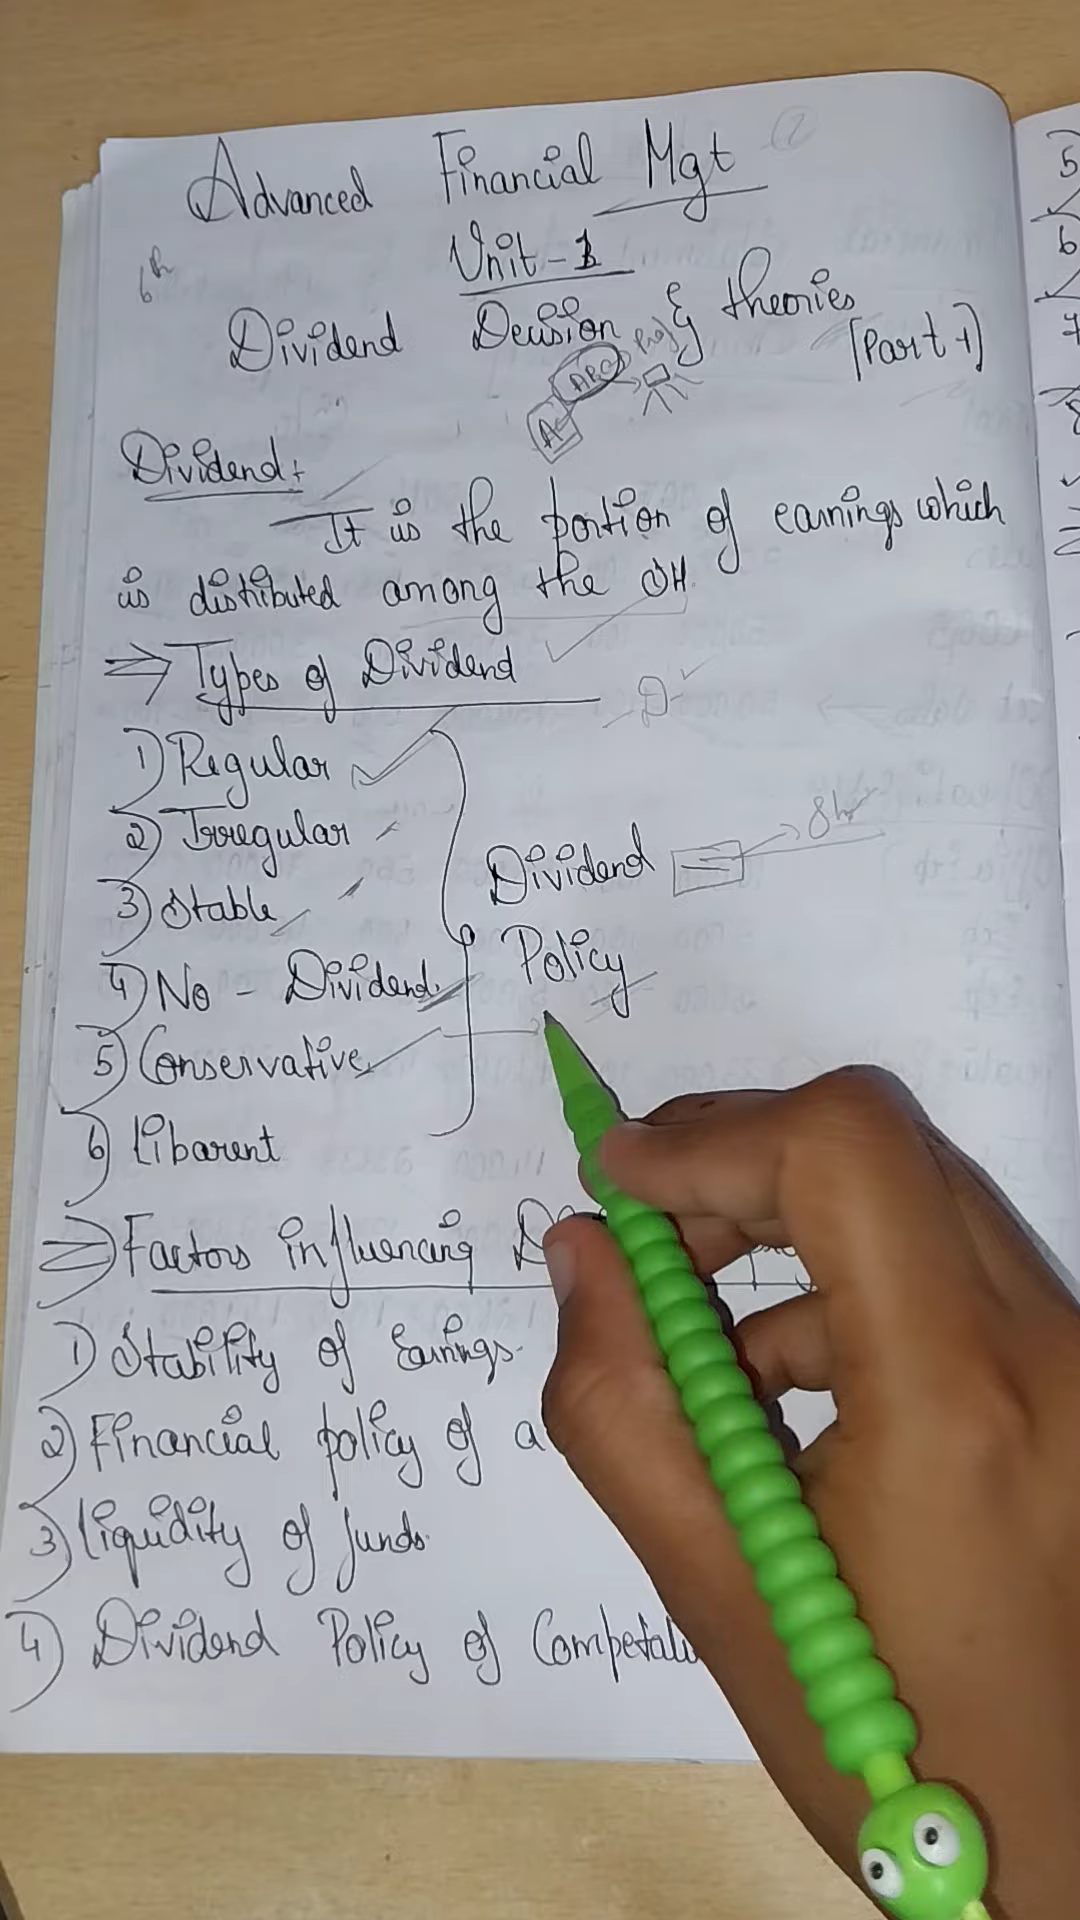 Advanced Financial Mgt
Unit-1
6th
Dividend Decision & theories
[Part 1]
Dividend:
It is the portion of earnings which
is distributed among the SH.
⇒ Types of Dividend
1) Regular
2) Irregular
3) Stable
4) No - Dividend
5) Conservative
6) libarent
Dividend
Policy
⇒ Factors influencing
1) Stability of Earnings.
2) Financial policy of a
3) liquidity of funds.
4) Dividend Policy of
5
6
7